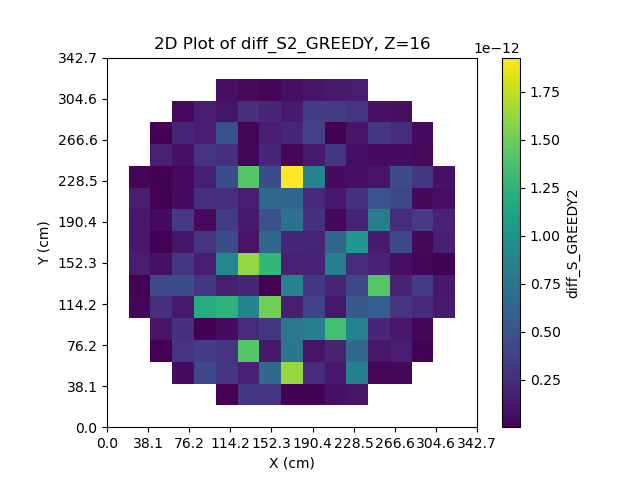 2D Plot of diff_S2_GREEDY, Z=16
1e−12
342.7
304.6
266.6
228.5
190.4
152.3
114.2
76.2
38.1
0.0
Y (cm)
0.0 38.1 76.2 114.2 152.3 190.4 228.5 266.6 304.6 342.7
X (cm)
1.75
1.50
1.25
1.00
0.75
0.50
0.25
diff_S_GREEDY2